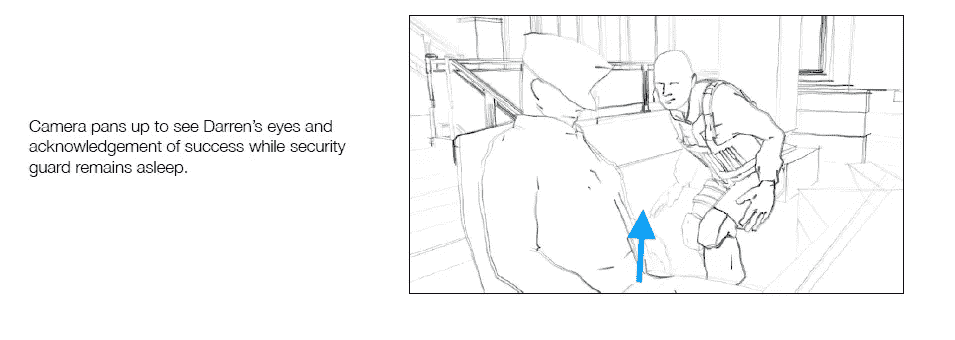 Camera pans up to see Darren's eyes and
acknowledgement of success while security
guard remains asleep.